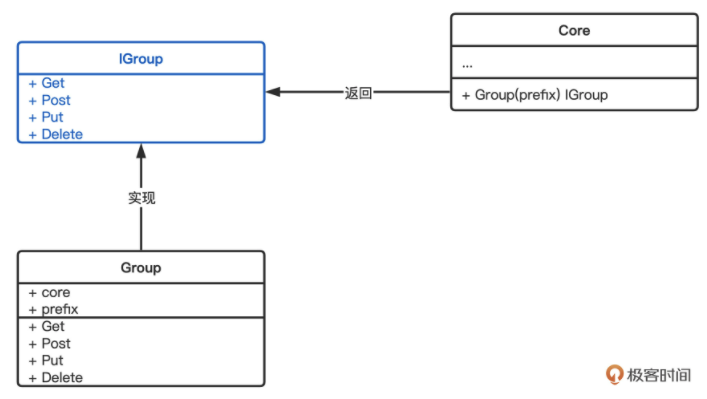 IGroup
+ Get
+ Post
+ Put
+ Delete
Core
...
+ Group(prefix) IGroup
返回
实现
Group
+ core
+ prefix
+ Get
+ Post
+ Put
+ Delete
极客时间